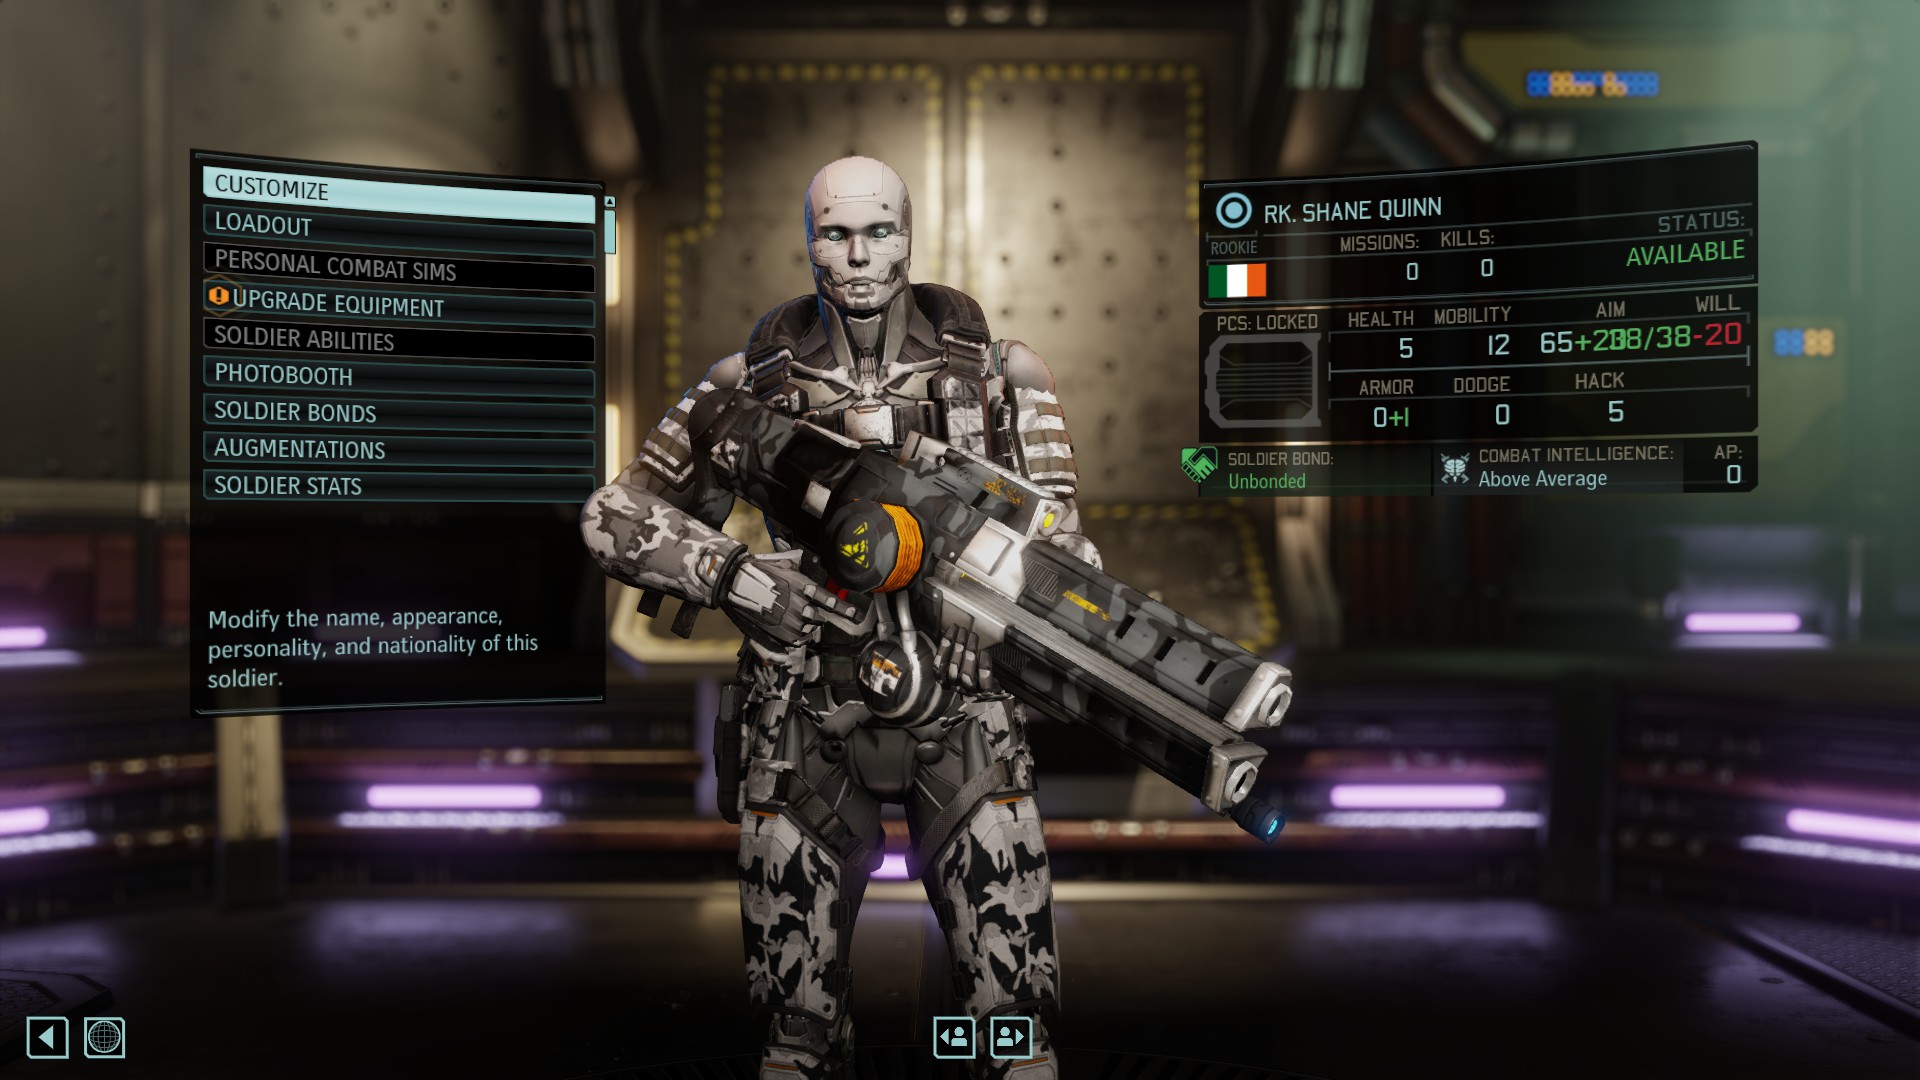 CUSTOMIZE
LOADOUT
PERSONAL COMBAT SIMS
UPGRADE EQUIPMENT
SOLDIER ABILITIES
PHOTOBOOTH
SOLDIER BONDS
AUGMENTATIONS
SOLDIER STATS
Modify the name, appearance,
personality, and nationality of this
soldier.
RK. SHANE QUINN
ROOKIE
MISSIONS: KILLS:
0 0
STATUS:
AVAILABLE
PCS: LOCKED
HEALTH MOBILITY AIM WILL
5 12 65 38/38-20
ARMOR DODGE HACK
0+1 0 5
SOLDIER BOND:
Unbonded
COMBAT INTELLIGENCE:
Above Average
AP:
0